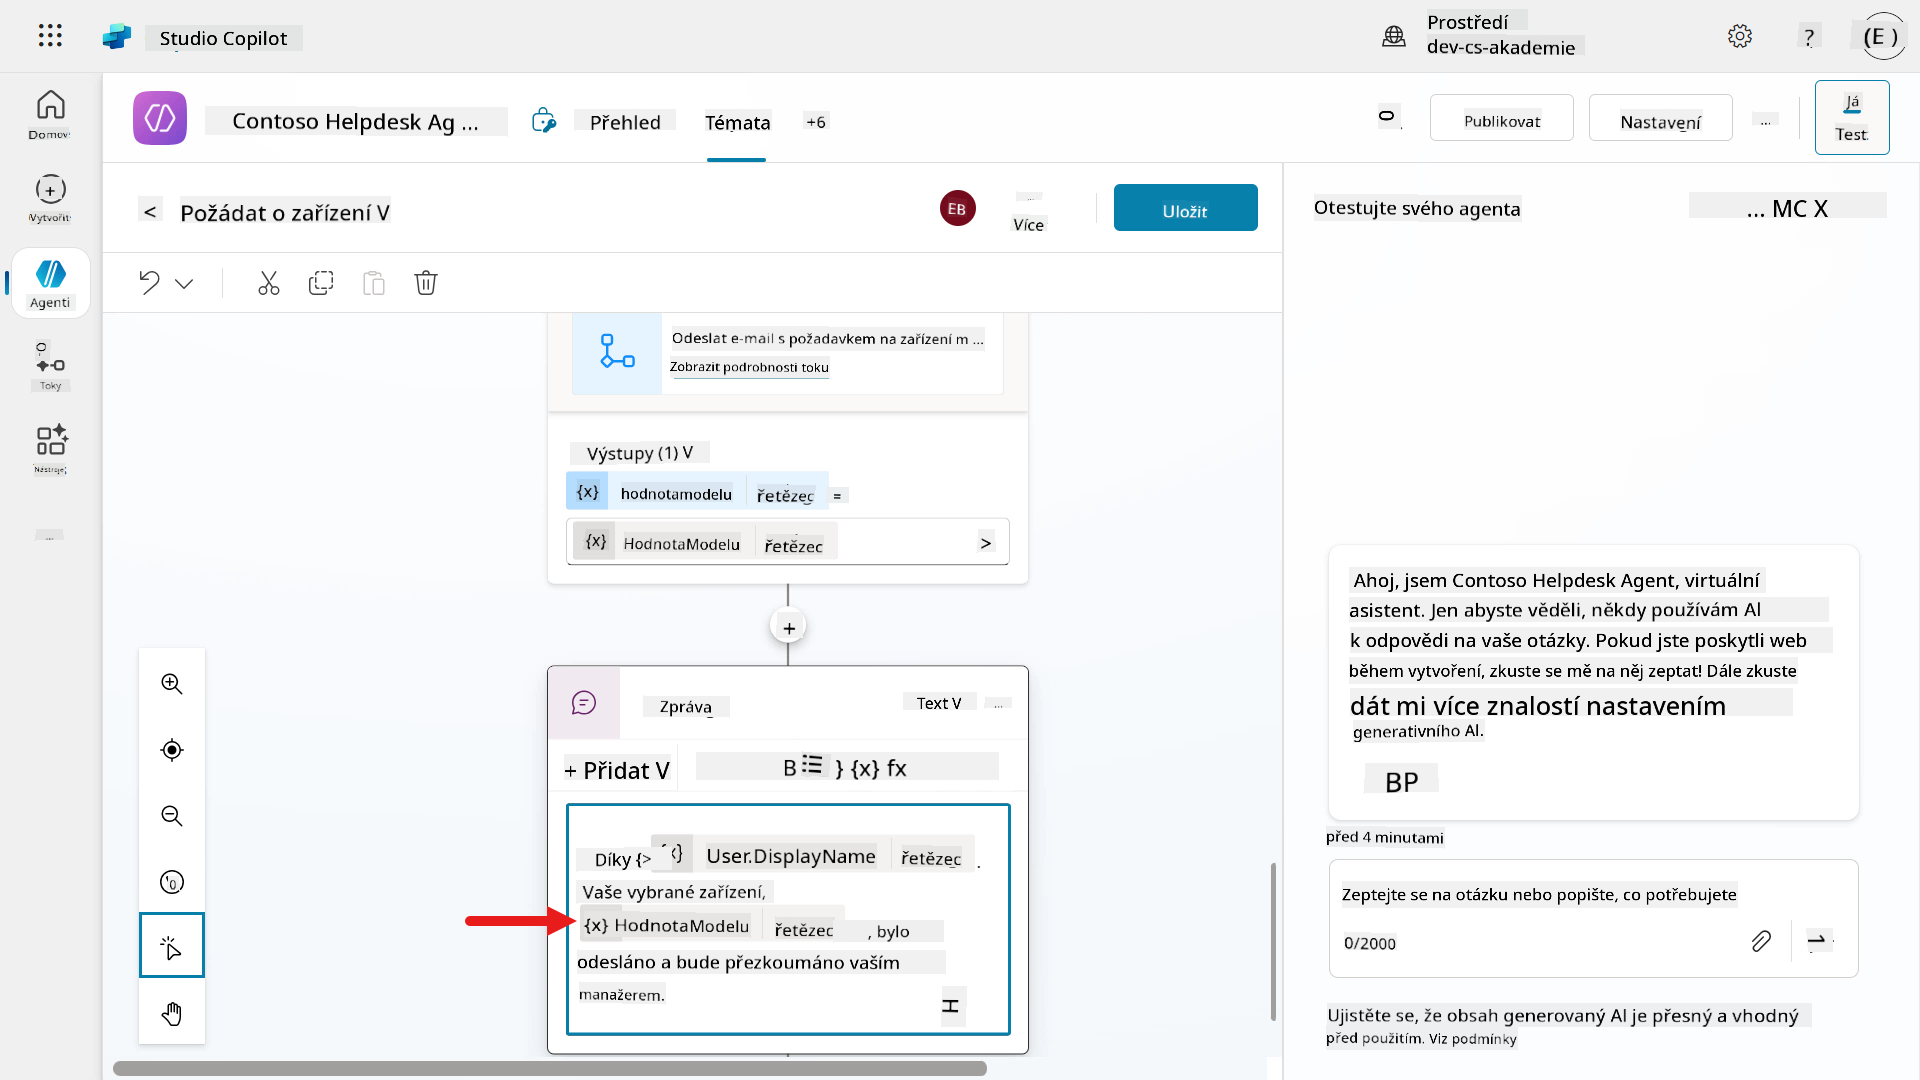 Studio Copilot
Prostředí
dev-cs-akademie
?
(E )
Domov
Vytvořit
Agenti
Toky
Nástroje
...
Contoso Helpdesk Ag ...
Přehled
Témata
+6
Publikovat
Nastavení
...
Já
Test
<
Požádat o zařízení V
EB
...
Více
Uložit
Otestujte svého agenta
... MC X
Odeslat e-mail s požadavkem na zařízení m ...
Zobrazit podrobnosti toku
Výstupy (1) V
{x} hodnotamodelu řetězec =
{x} HodnotaModelu řetězec >
+
Zpráva
Text V ...
+ Přidat V
B } {x} fx
Díky {> User.DisplayName řetězec .
Vaše vybrané zařízení,
{x} HodnotaModelu řetězec , bylo
odesláno a bude přezkoumáno vaším
manažerem.
Ahoj, jsem Contoso Helpdesk Agent, virtuální
asistent. Jen abyste věděli, někdy používám AI
k odpovědi na vaše otázky. Pokud jste poskytli web
během vytvoření, zkuste se mě na něj zeptat! Dále zkuste
dát mi více znalostí nastavením
generativního AI.
BP
před 4 minutami
Zeptejte se na otázku nebo popište, co potřebujete
0/2000
Ujistěte se, že obsah generovaný AI je přesný a vhodný
před použitím. Viz podmínky